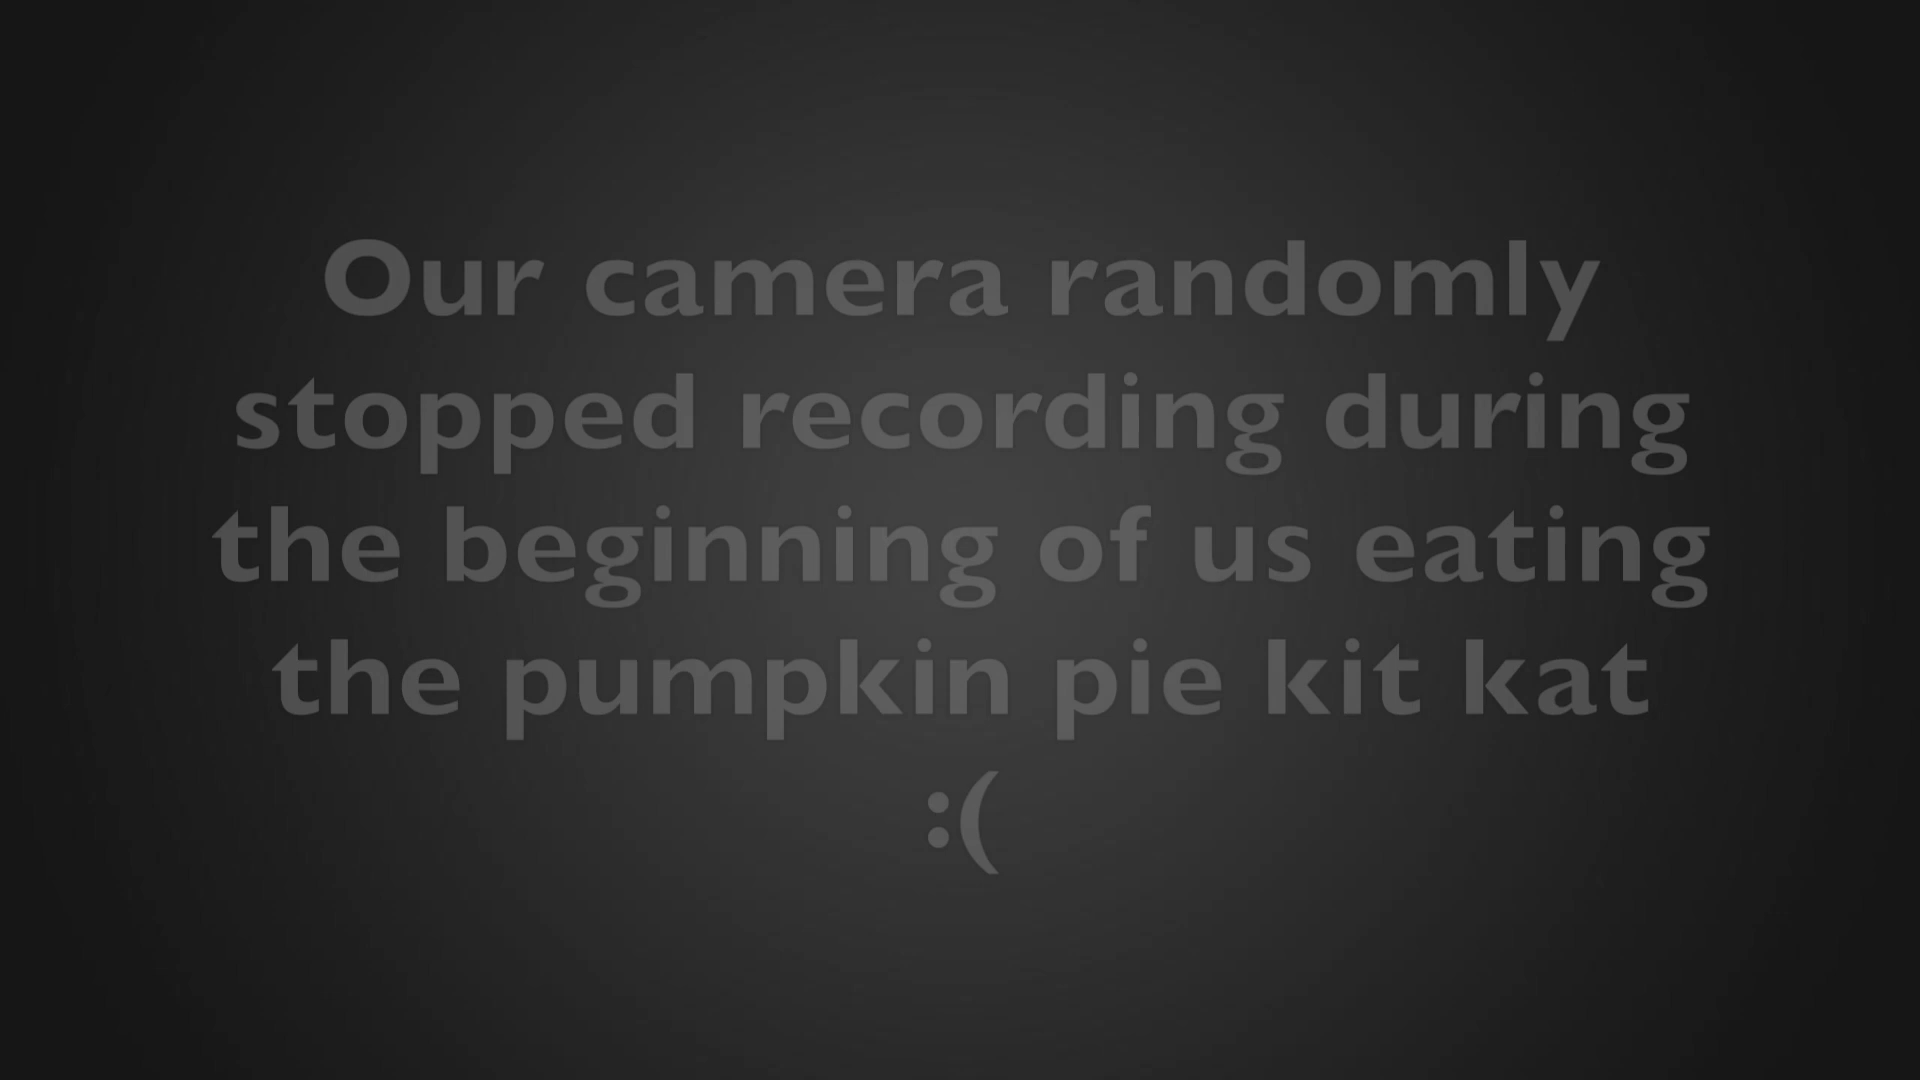 Our camera randomly
stopped recording during
the beginning of us eating
the pumpkin pie kit kat
:(